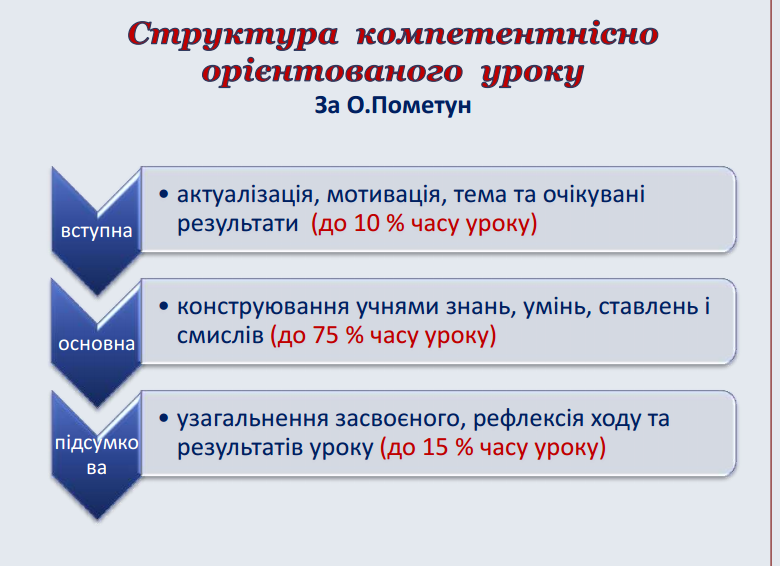 Структура компетентнісно
орієнтованого уроку
За О.Пометун
вступна
• актуалізація, мотивація, тема та очікувані
результати (до 10 % часу уроку)
основна
• конструювання учнями знань, умінь, ставлень і
смислів (до 75 % часу уроку)
підсумко
ва
• узагальнення засвоєного, рефлексія ходу та
результатів уроку (до 15 % часу уроку)